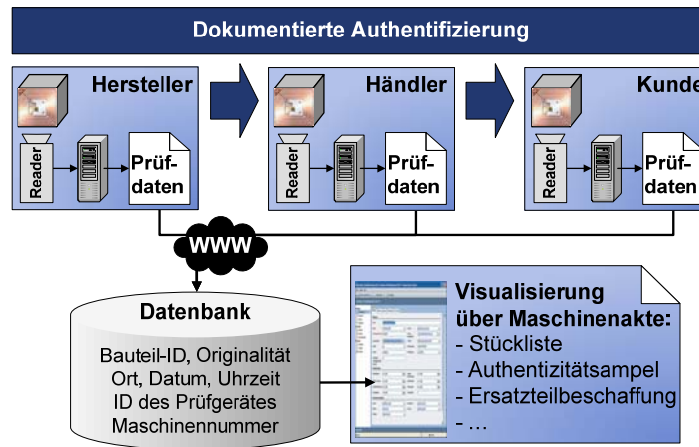 Dokumentierte Authentifizierung
Hersteller
Reader
Prüf-
daten
Händler
Reader
Prüf-
daten
Kunde
Reader
Prüf-
daten
WWW
Datenbank
Bauteil-ID, Originalität
Ort, Datum, Uhrzeit
ID des Prüfgerätes
Maschinennummer
Visualisierung
über Maschinenakte:
- Stückliste
- Authentizitätsampel
- Ersatzteilbeschaffung
- ...